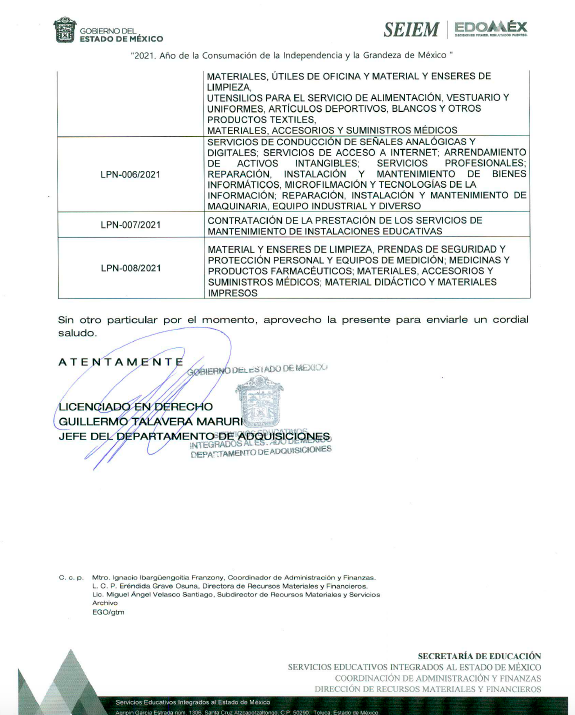 GOBIERNO DEL
ESTADO DE MÉXICO
SEIEM
EDOMÉX
"2021. Año de la Consumación de la Independencia y la Grandeza de México "
MATERIALES, ÚTILES DE OFICINA Y MATERIAL Y ENSERES DE
LIMPIEZA,
UTENSILIOS PARA EL SERVICIO DE ALIMENTACIÓN, VESTUARIO Y
UNIFORMES, ARTÍCULOS DEPORTIVOS, BLANCOS Y OTROS
PRODUCTOS TEXTILES,
MATERIALES, ACCESORIOS Y SUMINISTROS MÉDICOS
LPN-006/2021
SERVICIOS DE CONDUCCIÓN DE SEÑALES ANALÓGICAS Y
DIGITALES; SERVICIOS DE ACCESO A INTERNET; ARRENDAMIENTO
DE ACTIVOS INTANGIBLES; SERVICIOS PROFESIONALES;
REPARACIÓN, INSTALACIÓN Y MANTENIMIENTO DE BIENES
INFORMÁTICOS, MICROFILMACIÓN Y TECNOLOGÍAS DE LA
INFORMACIÓN; REPARACIÓN, INSTALACIÓN Y MANTENIMIENTO DE
MAQUINARIA, EQUIPO INDUSTRIAL Y DIVERSO
LPN-007/2021
CONTRATACIÓN DE LA PRESTACIÓN DE LOS SERVICIOS DE
MANTENIMIENTO DE INSTALACIONES EDUCATIVAS
LPN-008/2021
MATERIAL Y ENSERES DE LIMPIEZA, PRENDAS DE SEGURIDAD Y
PROTECCIÓN PERSONAL Y EQUIPOS DE MEDICIÓN; MEDICINAS Y
PRODUCTOS FARMACÉUTICOS; MATERIALES, ACCESORIOS Y
SUMINISTROS MÉDICOS; MATERIAL DIDÁCTICO Y MATERIALES
IMPRESOS
Sin otro particular por el momento, aprovecho la presente para enviarle un cordial
saludo.
A T E N T A M E N T E
GOBIERNO DEL ESTADO DE MÉXICO
LICENCIADO EN DERECHO
GUILLERMO TALAVERA MARURI
JEFE DEL DEPARTAMENTO DE ADQUISICIONES
INTEGRADOS AL ESTADO DE MÉXICO
DEPARTAMENTO DE ADQUISICIONES
C. c. p. Mtro. Ignacio Ibargüengoitia Franzony, Coordinador de Administración y Finanzas.
L. C. P. Eréndida Grave Osuna, Directora de Recursos Materiales y Financieros.
Lic. Miguel Ángel Velasco Santiago, Subdirector de Recursos Materiales y Servicios
Archivo
EGO/gtm
SECRETARÍA DE EDUCACIÓN
SERVICIOS EDUCATIVOS INTEGRADOS AL ESTADO DE MÉXICO
COORDINACIÓN DE ADMINISTRACIÓN Y FINANZAS
DIRECCIÓN DE RECURSOS MATERIALES Y FINANCIEROS
Servicios Educativos Integrados al Estado de México
Agripín García Estrada núm. 1306, Santa Cruz Atzcapotzaltongo, C.P. 50290, Toluca, Estado de México